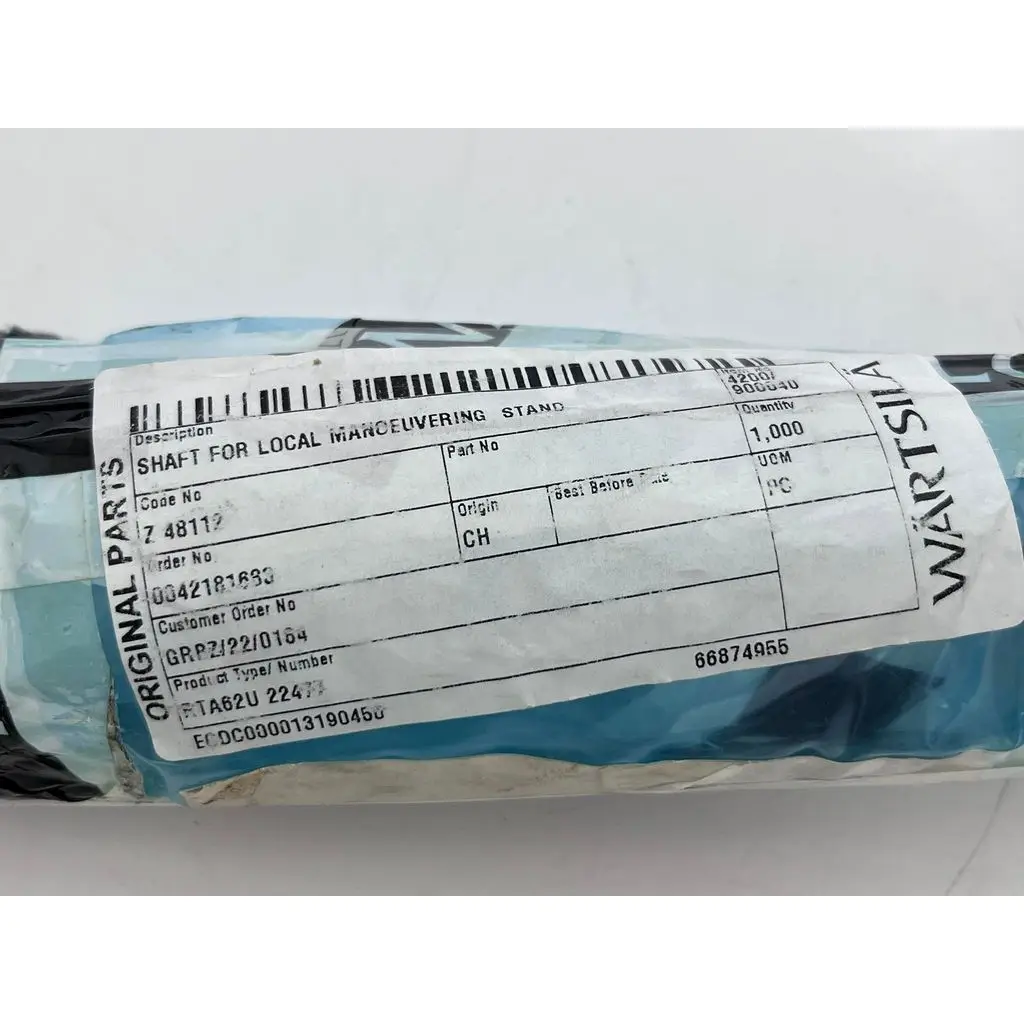 ORIGINAL PARTS
WÄRTSILÄ
Description
SHAFT FOR LOCAL MANOEUVERING STAND
4200/
900040
Code No
Z 48112
Part No
Quantity
1,000
Order No.
0042181683
Origin
CH
Best Before Date
UOM
PC
Customer Order No
GRPZ/22/0164
Product Type/ Number
RTA62U 22477
ECDC000013190450
66874955